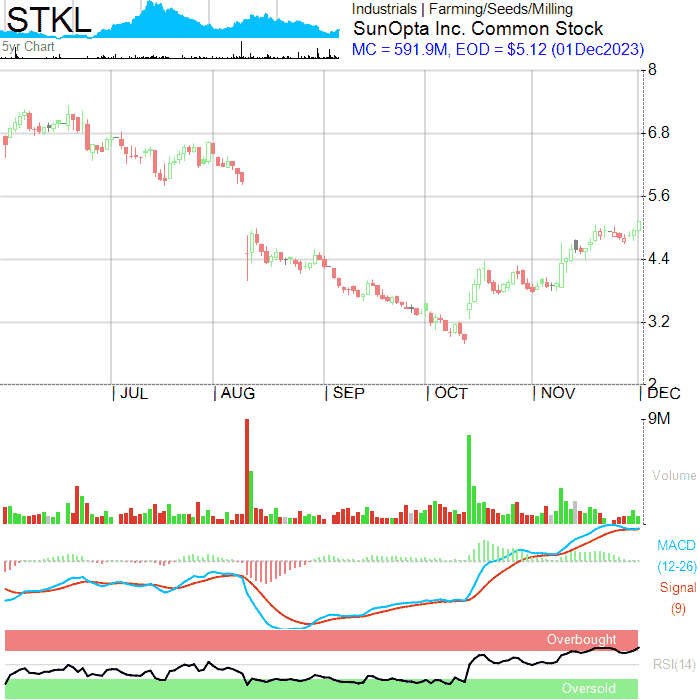 STKL
5yr Chart
Industrials | Farming/Seeds/Milling
SunOpta Inc. Common Stock
MC = 591.9M, EOD = $5.12 (01Dec2023)
8
6.8
5.6
4.4
3.2
2
| JUL | AUG | SEP | OCT | NOV | DEC
9M
Volume
MACD
(12-26)
Signal
(9)
Overbought
RSI(14)
Oversold